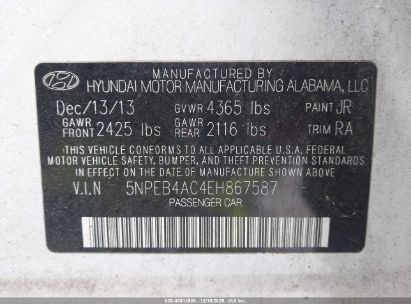 MANUFACTURED BY
HYUNDAI MOTOR MANUFACTURING ALABAMA, LLC
Dec/13/13 GVWR 4365 lbs PAINT JR
GAWR FRONT 2425 lbs GAWR REAR 2116 lbs TRIM RA
THIS VEHICLE CONFORMS TO ALL APPLICABLE U.S.A. FEDERAL
MOTOR VEHICLE SAFETY, BUMPER, AND THEFT PREVENTION
STANDARDS IN EFFECT ON THE DATE OF MANUFACTURE SHOWN ABOVE.
V.I.N 5NPEB4AC4EH867587
PASSENGER CAR